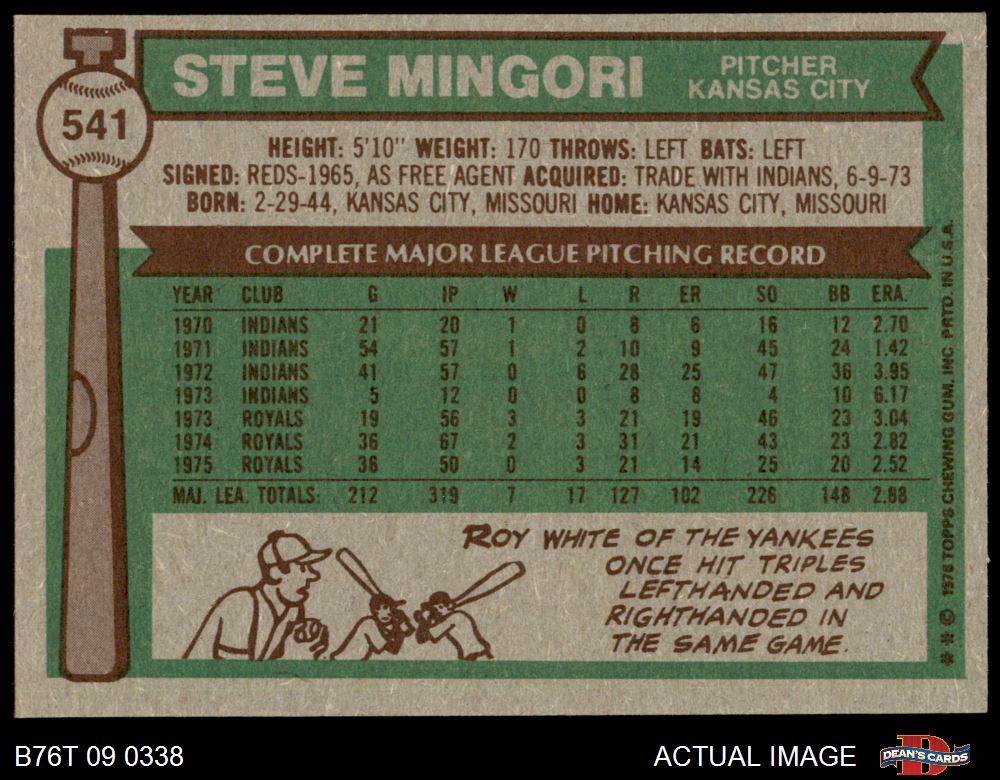 STEVE MINGORI
PITCHER
KANSAS CITY
541
HEIGHT: 5'10" WEIGHT: 170 THROWS: LEFT BATS: LEFT
SIGNED: REDS-1965, AS FREE AGENT ACQUIRED: TRADE WITH INDIANS, 6-9-73
BORN: 2-29-44, KANSAS CITY, MISSOURI HOME: KANSAS CITY, MISSOURI
COMPLETE MAJOR LEAGUE PITCHING RECORD
YEAR CLUB G IP W L R ER SO BB ERA.
1970 INDIANS 21 20 1 0 8 6 16 12 2.70
1971 INDIANS 54 57 1 2 10 9 45 24 1.42
1972 INDIANS 41 57 0 6 28 25 47 36 3.95
1973 INDIANS 5 12 0 0 8 8 4 10 6.17
1973 ROYALS 19 56 3 3 21 19 46 23 3.04
1974 ROYALS 36 67 2 3 31 21 43 23 2.82
1975 ROYALS 36 50 0 3 21 14 25 20 2.52
MAJ. LEA. TOTALS: 212 319 7 17 127 102 226 148 2.88
ROY WHITE OF THE YANKEES
ONCE HIT TRIPLES
LEFTHANDED AND
RIGHTHANDED IN
THE SAME GAME.
* * © 1976 TOPPS CHEWING GUM, INC. PRTD. IN U.S.A.
B76T 09 0338
ACTUAL IMAGE
DEAN'S CARDS